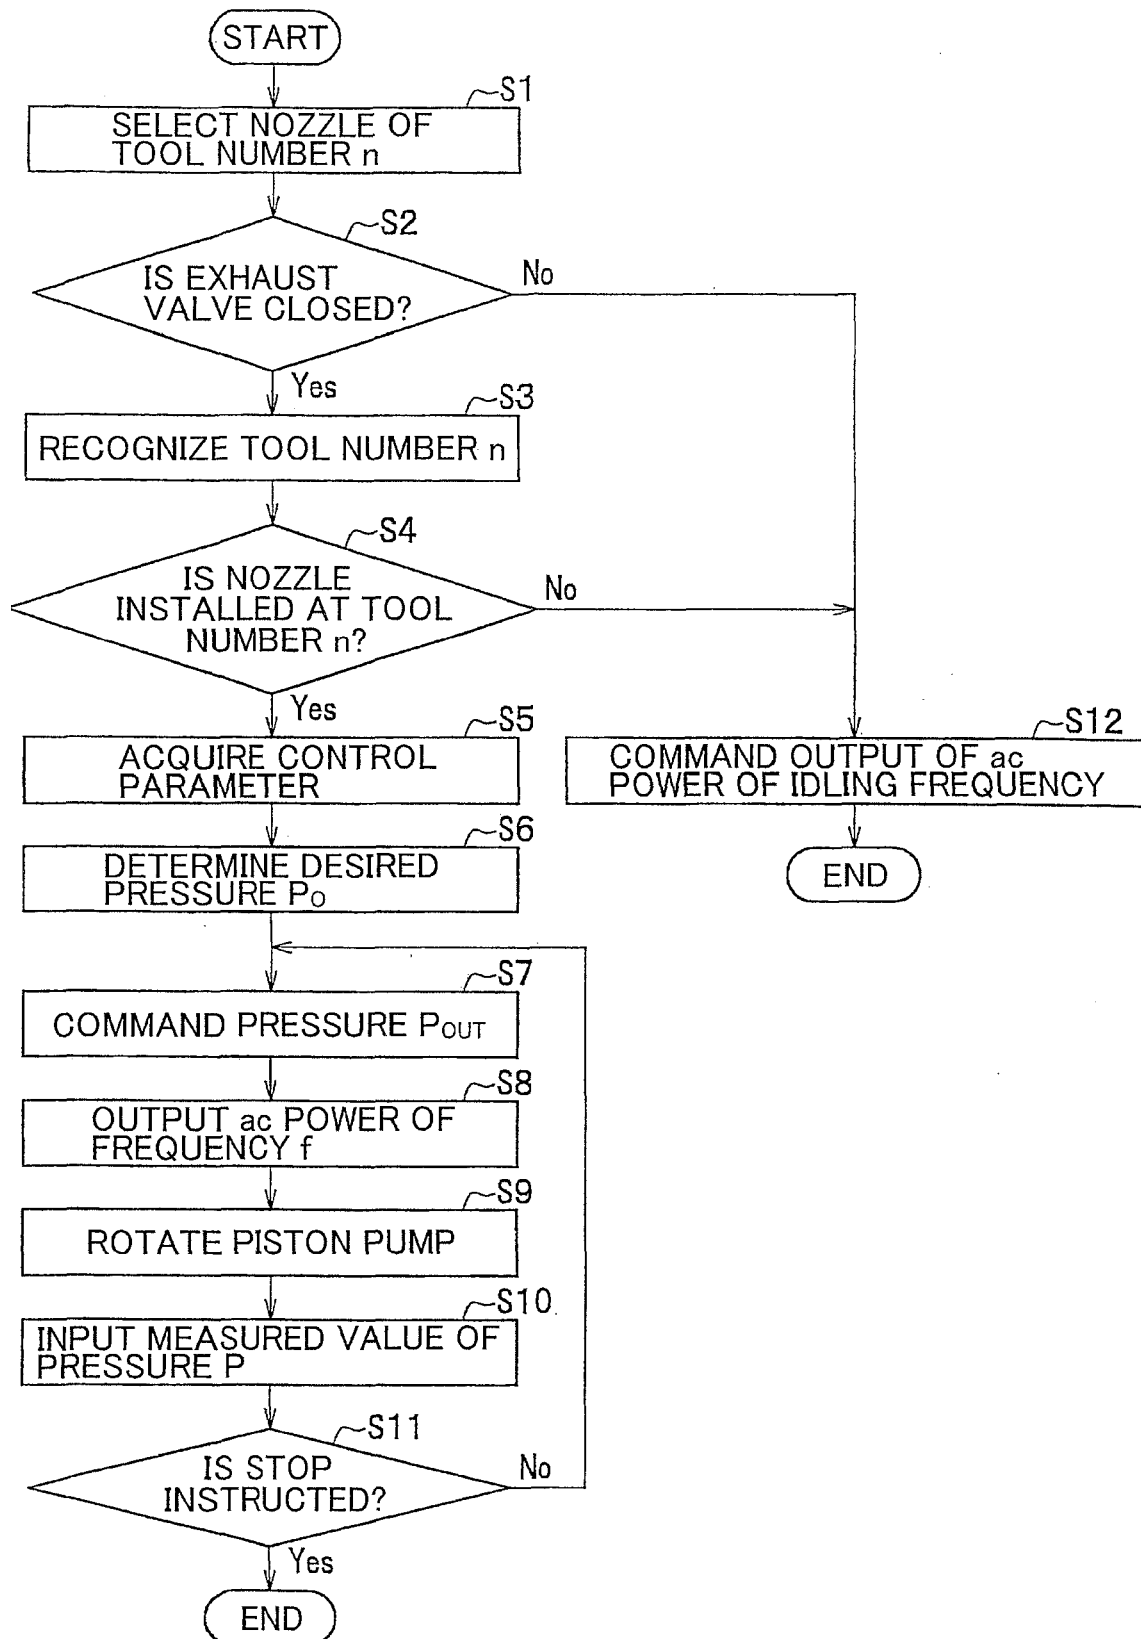 START
S1
SELECT NOZZLE OF
TOOL NUMBER n
S2
IS EXHAUST
VALVE CLOSED?
No
Yes
S3
RECOGNIZE TOOL NUMBER n
S4
IS NOZZLE
INSTALLED AT TOOL
NUMBER n?
No
Yes
S5
ACQUIRE CONTROL
PARAMETER
S12
COMMAND OUTPUT OF ac
POWER OF IDLING FREQUENCY
END
S6
DETERMINE DESIRED
PRESSURE PO
S7
COMMAND PRESSURE POUT
S8
OUTPUT ac POWER OF
FREQUENCY f
S9
ROTATE PISTON PUMP
S10
INPUT MEASURED VALUE OF
PRESSURE P
S11
IS STOP
INSTRUCTED?
No
Yes
END